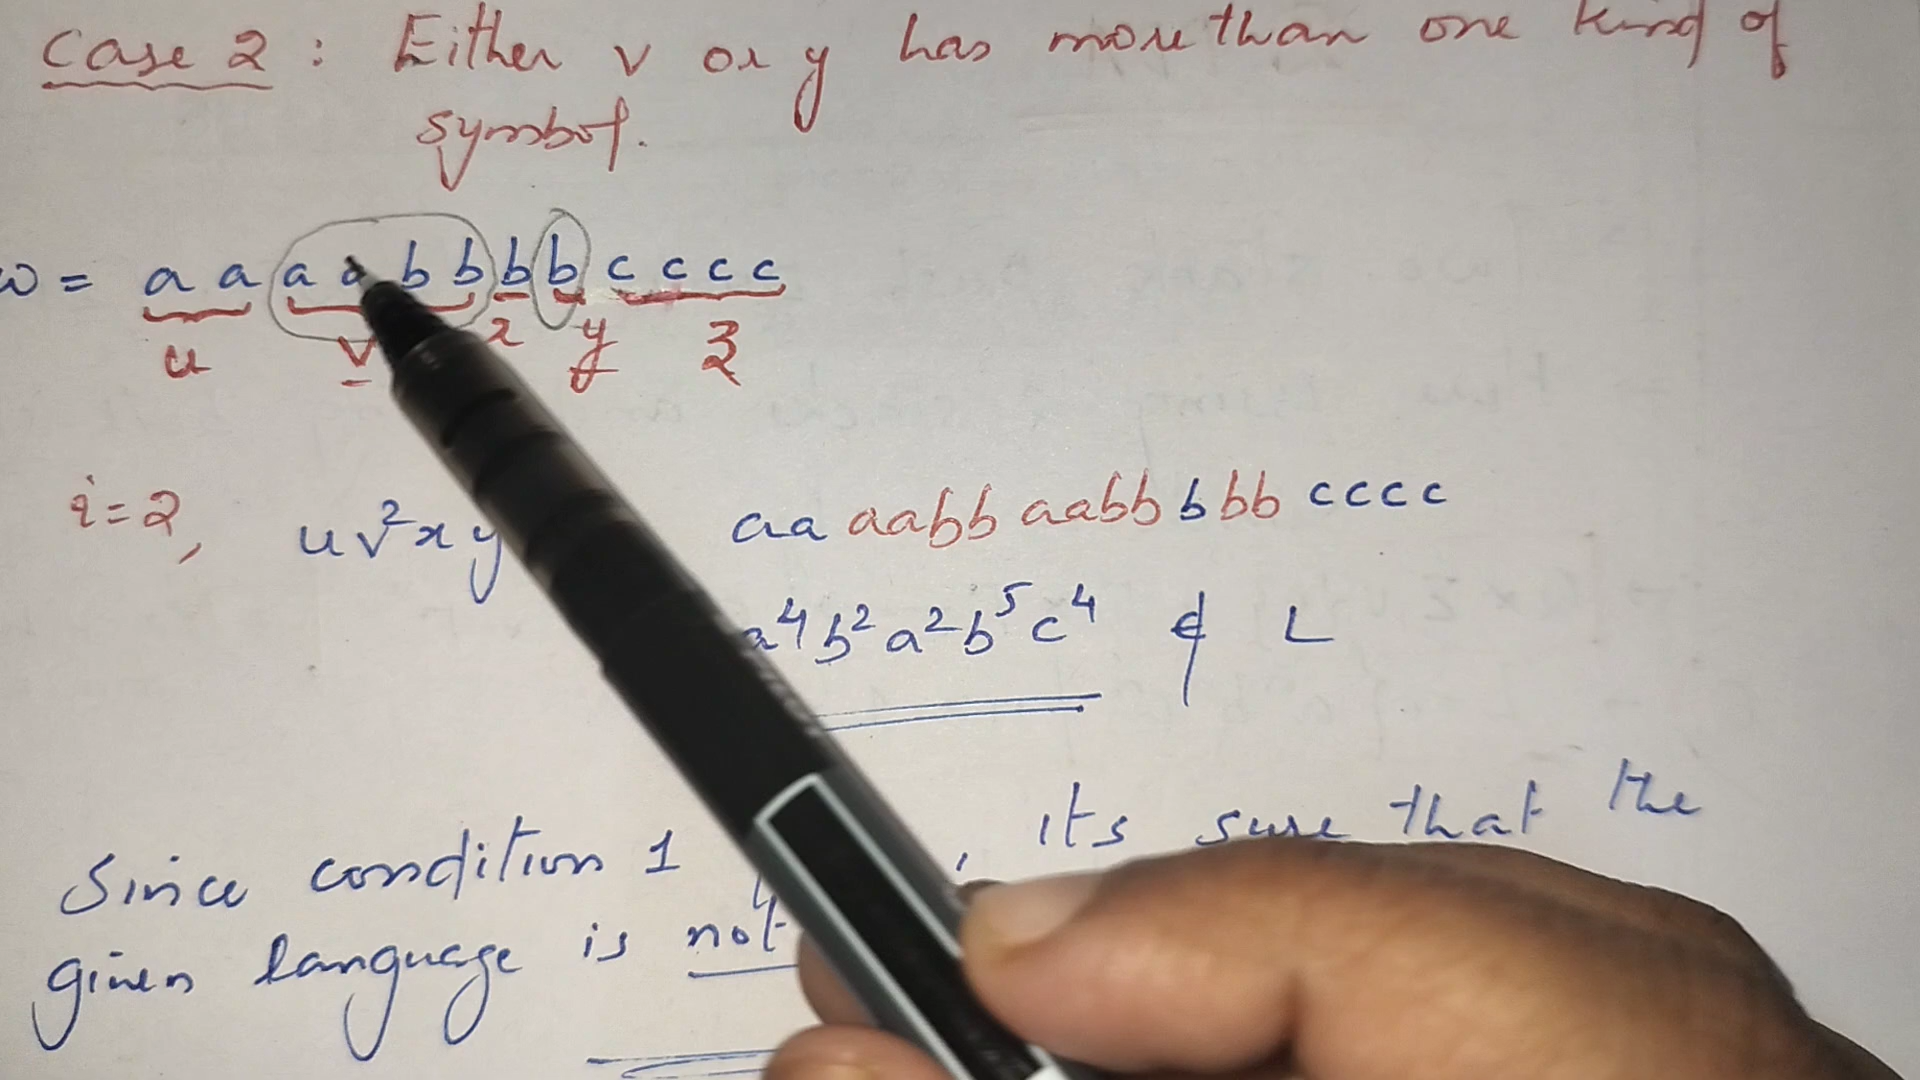 Case 2 : Either v or y has more than one kind of
symbol.
w = a a a a b b b b c c c c
u v x y z
i=2, uv²xy aa aabb aabb b bb cccc
a⁴b²a²b⁵c⁴ ∉ L
Since condition 1 , its sure that the
given language is not